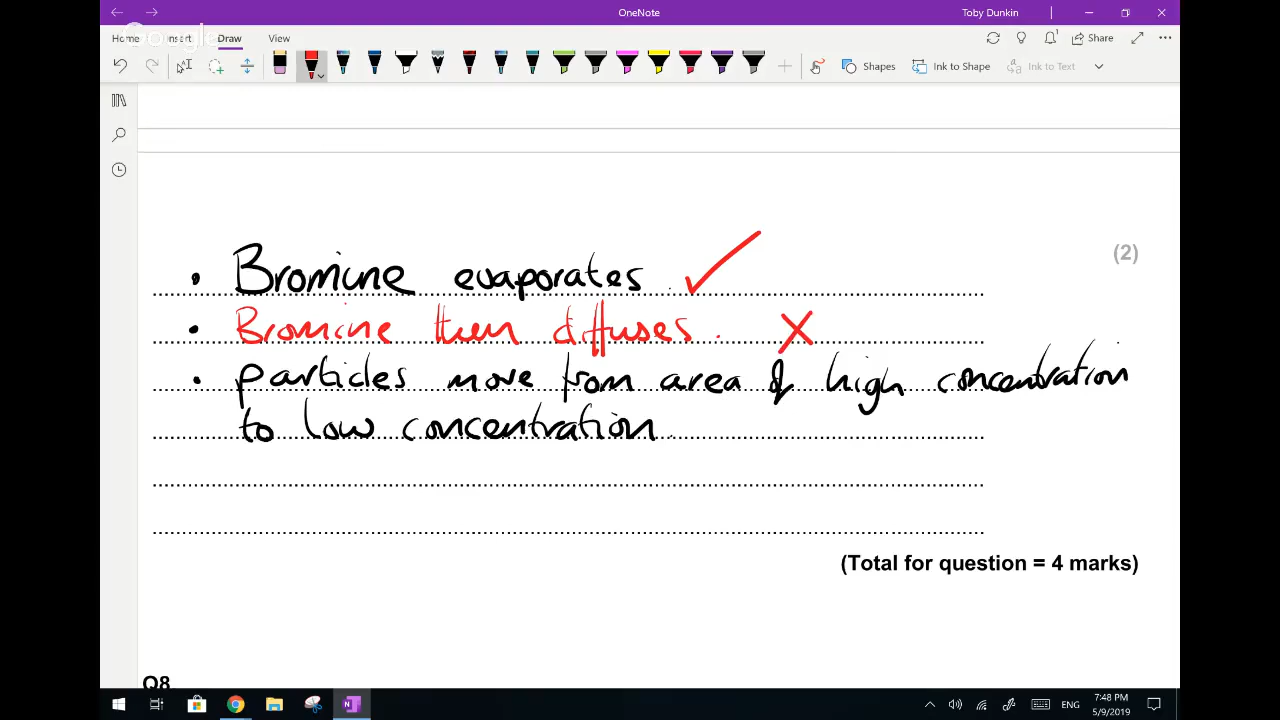 OneNote
Toby Dunkin
Home
Insert
Draw
View
Share
Shapes
Ink to Shape
Ink to Text
(2)
• Bromine evaporates.
• Bromine then diffuses.
• particles move from area of high concentration
to low concentration.
(Total for question = 4 marks)
Q8.
ENG
7:48 PM
5/9/2019